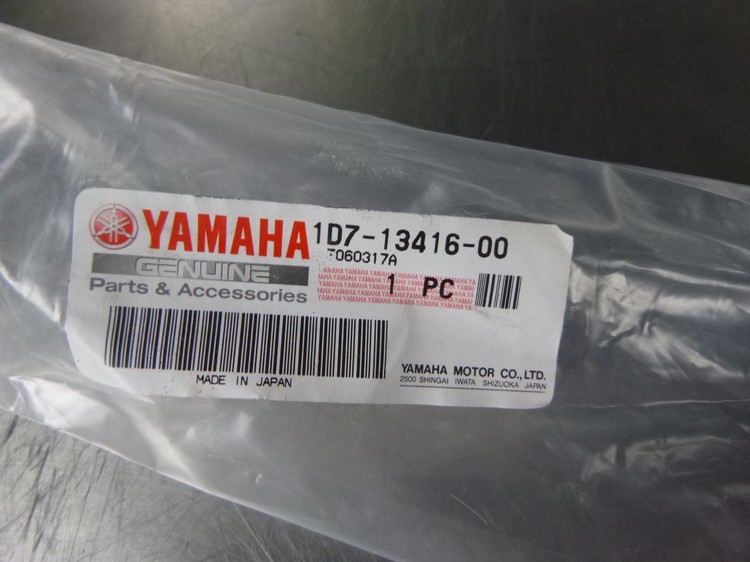 YAMAHA 1D7-13416-00
GENUINE
T060317A
Parts & Accessories
1 PC
MADE IN JAPAN
YAMAHA MOTOR CO.,LTD.
2500 SHINGAI IWATA SHIZUOKA JAPAN